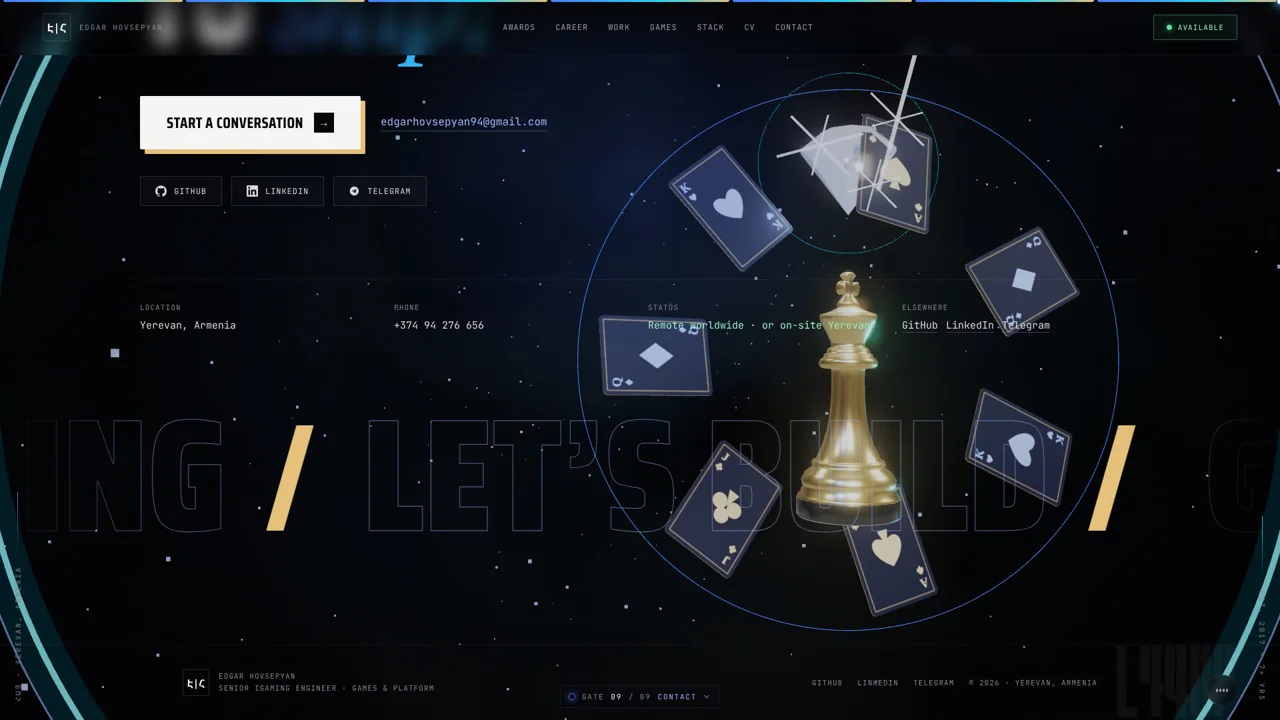 EDGAR HOVSEPYAN
AWARDS CAREER WORK GAMES STACK CV CONTACT
AVAILABLE
START A CONVERSATION →
edgarhovsepyan94@gmail.com
GITHUB LINKEDIN TELEGRAM
LOCATION
Yerevan, Armenia
PHONE
+374 94 276 656
STATUS
Remote worldwide · or on-site Yerevan
ELSEWHERE
GitHub LinkedIn Telegram
K
K
A
Q
Q
Q
Q
K
K
J
J
A
ING / LET'S BUILD / G
EDGAR HOVSEPYAN
SENIOR IGAMING ENGINEER · GAMES & PLATFORM
GATE 09 / 09 CONTACT
GITHUB LINKEDIN TELEGRAM © 2026 · YEREVAN, ARMENIA